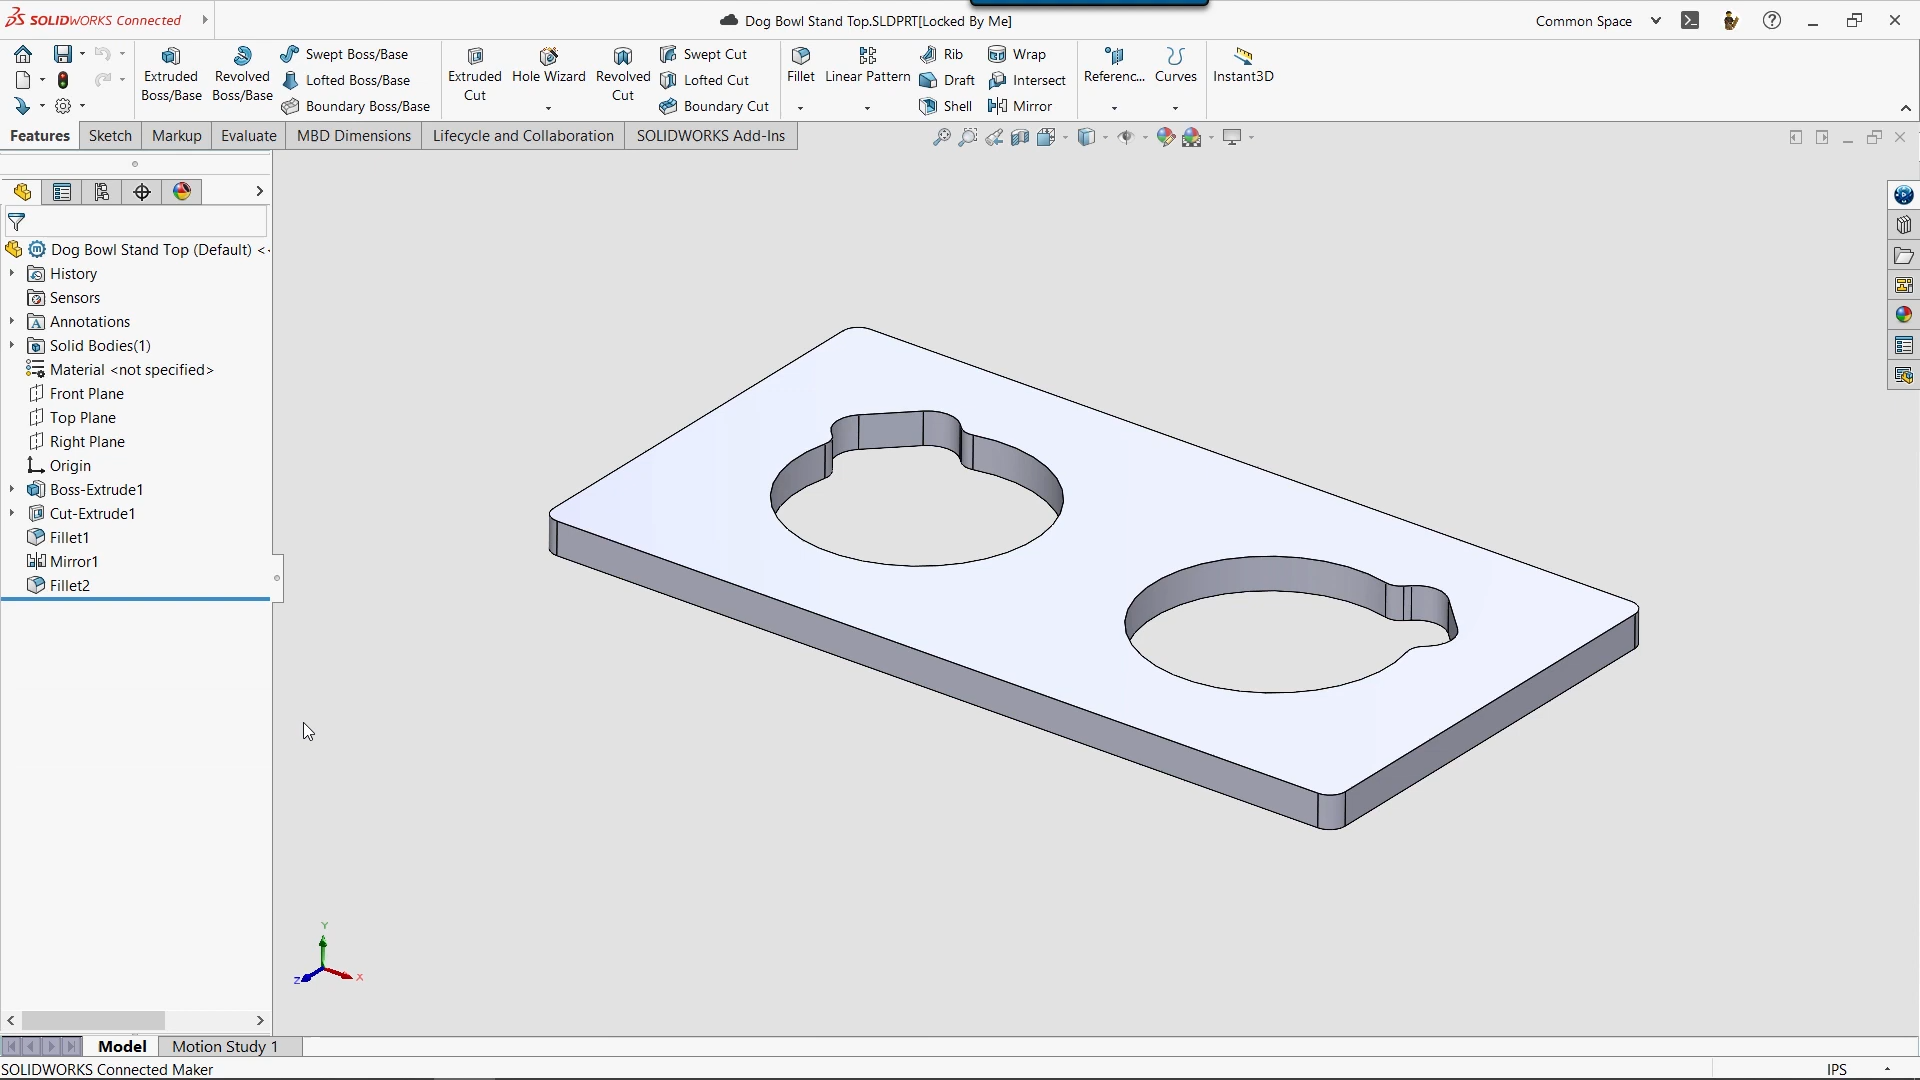 SOLIDWORKS Connected
Dog Bowl Stand Top.SLDPRT[Locked By Me]
Common Space
Extruded Boss/Base
Revolved Boss/Base
Swept Boss/Base
Lofted Boss/Base
Boundary Boss/Base
Extruded Cut
Hole Wizard
Revolved Cut
Swept Cut
Lofted Cut
Boundary Cut
Fillet
Linear Pattern
Rib
Draft
Shell
Wrap
Intersect
Mirror
Referenc...
Curves
Instant3D
Features
Sketch
Markup
Evaluate
MBD Dimensions
Lifecycle and Collaboration
SOLIDWORKS Add-Ins
Dog Bowl Stand Top (Default) <
History
Sensors
Annotations
Solid Bodies(1)
Material <not specified>
Front Plane
Top Plane
Right Plane
Origin
Boss-Extrude1
Cut-Extrude1
Fillet1
Mirror1
Fillet2
Y
Z
X
Model
Motion Study 1
SOLIDWORKS Connected Maker
IPS